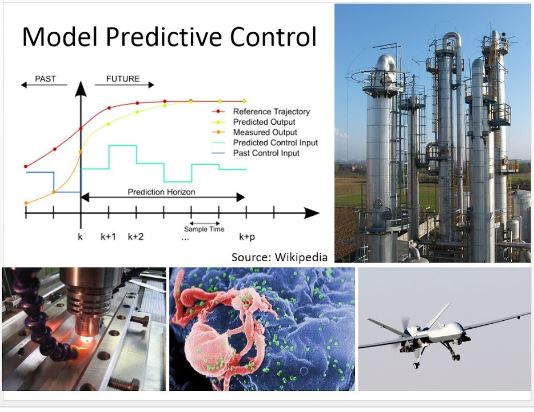 Model Predictive Control
PAST
FUTURE
Reference Trajectory
Predicted Output
Measured Output
Predicted Control Input
Past Control Input
Prediction Horizon
Sample Time
k
k+1
k+2
...
k+p
Source: Wikipedia